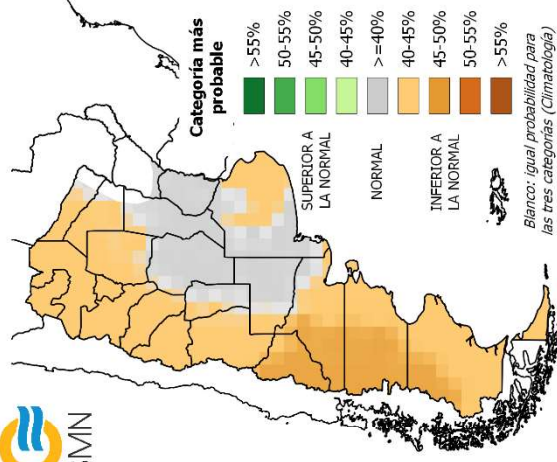 SMN
Categoría más
probable
SUPERIOR A
LA NORMAL
NORMAL
INFERIOR A
LA NORMAL
>55%
50-55%
45-50%
40-45%
>=40%
40-45%
45-50%
50-55%
>55%
Blanco: igual probabilidad para
las tres categorías (Climatología)